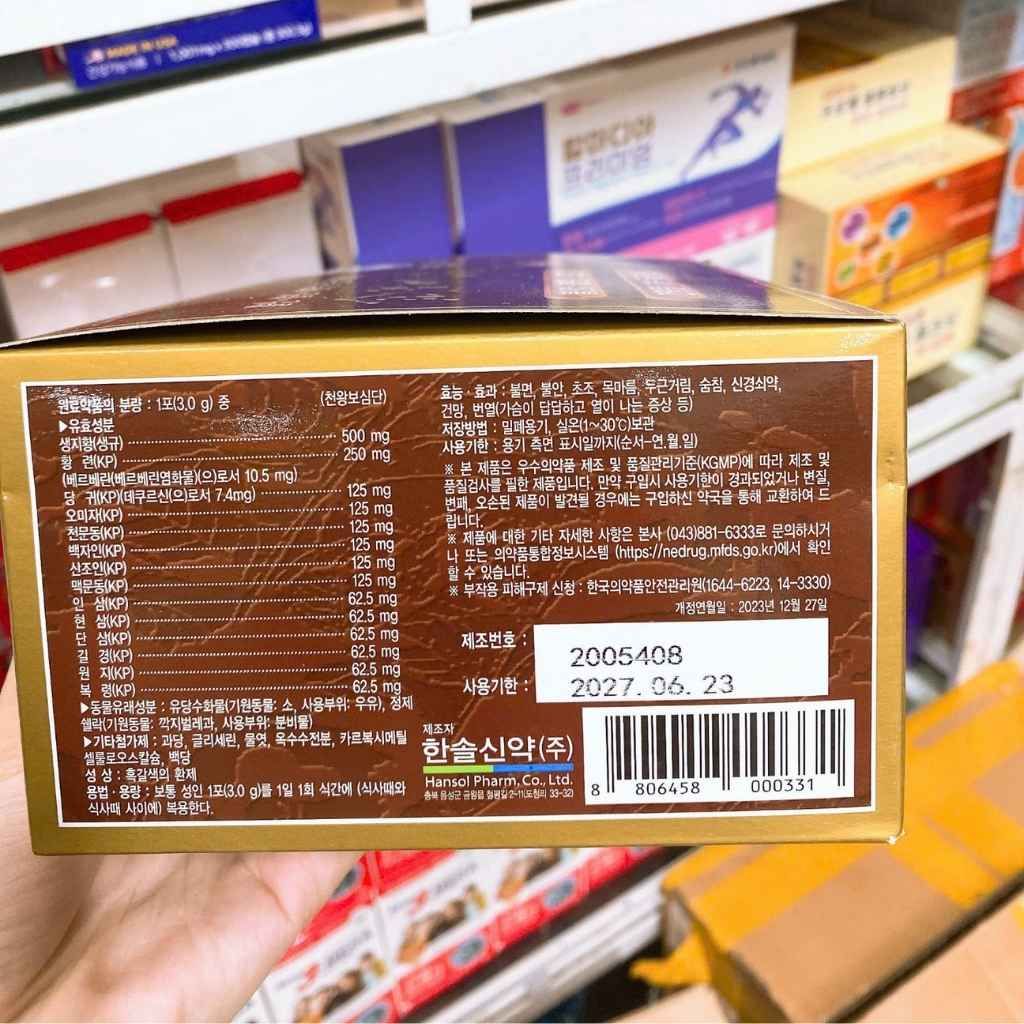 MADE IN USA
원료약품의 분량 : 1포(3.0 g) 중 (천왕보심단)
▶유효성분
생지황(생규) 500 mg
황 련(KP) 250 mg
(베르베린(베르베린염화물)(으)로서 10.5 mg)
당 귀(KP)(데쿠르신(으)로서 7.4mg) 125 mg
오미자(KP) 125 mg
천문동(KP) 125 mg
백자인(KP) 125 mg
산조인(KP) 125 mg
맥문동(KP) 125 mg
인 삼(KP) 62.5 mg
현 삼(KP) 62.5 mg
단 삼(KP) 62.5 mg
길 경(KP) 62.5 mg
원 지(KP) 62.5 mg
복 령(KP) 62.5 mg
▶동물유래성분 : 유당수화물(기원동물: 소, 사용부위: 우유), 정제
쉘락(기원동물: 깍지벌레과, 사용부위: 분비물)
▶기타첨가제 : 과당, 글리세린, 물엿, 옥수수전분, 카르복시메틸
셀룰로오스칼슘, 백당
성 상 : 흑갈색의 환제
용법 · 용량 : 보통 성인 1포(3.0 g)를 1일 1회 식간에 (식사때와
식사때 사이에) 복용한다.
효능 · 효과 : 불면, 불안, 초조, 목마름, 두근거림, 숨참, 신경쇠약,
건망, 번열(가슴이 답답하고 열이 나는 증상 등)
저장방법 : 밀폐용기, 실온(1~30℃)보관
사용기한 : 용기 측면 표시일까지(순서-연.월.일)
※ 본 제품은 우수의약품 제조 및 품질관리기준(KGMP)에 따라 제조 및
품질검사를 필한 제품입니다. 만약 구입시 사용기한이 경과되었거나 변질,
변패, 오손된 제품이 발견될 경우에는 구입하신 약국을 통해 교환하여 드
립니다.
※ 제품에 대한 기타 자세한 사항은 본사 (043)881-6333로 문의하시거
나 또는 의약품통합정보시스템 (https://nedrug.mfds.go.kr)에서 확인
할 수 있습니다.
※ 부작용 피해구제 신청 : 한국의약품안전관리원(1644-6223, 14-3330)
개정연월일 : 2023년 12월 27일
제조번호 : 2005408
사용기한 : 2027. 06. 23
제조자
한솔신약(주)
Hansol Pharm, Co., Ltd.
충북 음성군 금왕읍 형편길 2-11(도청리 33-32)
8 806458 000331